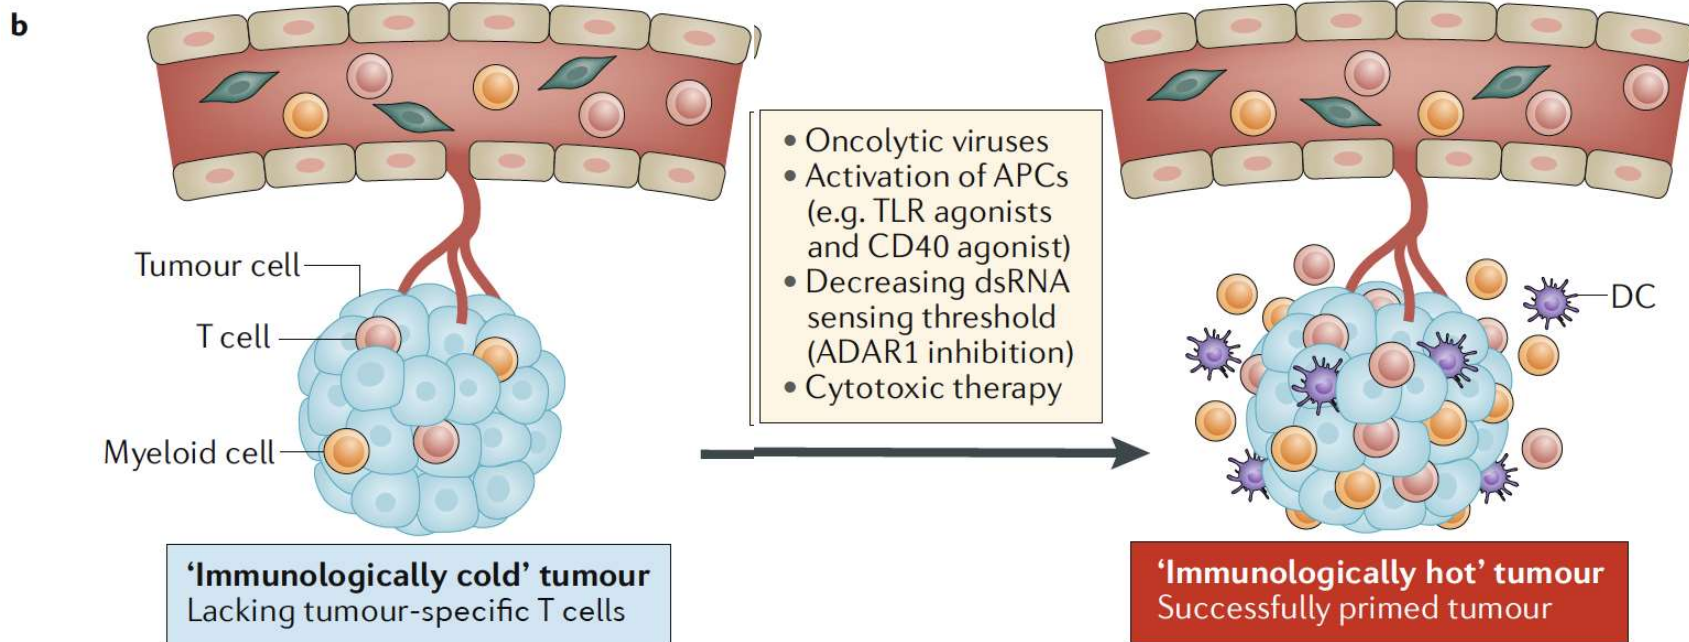 b
• Oncolytic viruses
• Activation of APCs
(e.g. TLR agonists
and CD40 agonist)
• Decreasing dsRNA
sensing threshold
(ADAR1 inhibition)
• Cytotoxic therapy
Tumour cell
T cell
Myeloid cell
DC
‘Immunologically cold’ tumour
Lacking tumour-specific T cells
‘Immunologically hot’ tumour
Successfully primed tumour